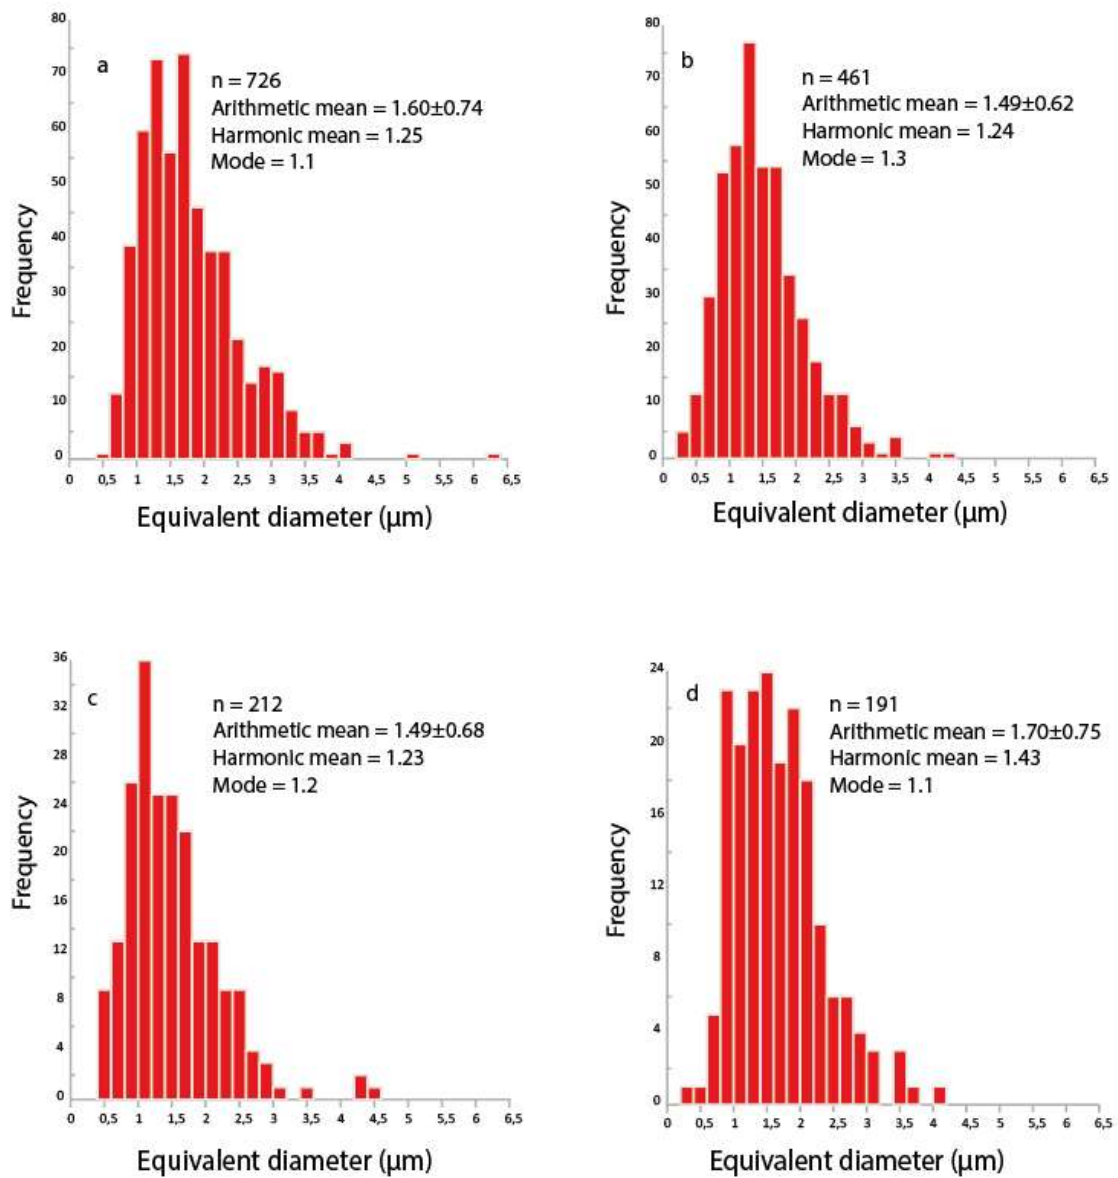 a
n = 726
Arithmetic mean = 1.60±0.74
Harmonic mean = 1.25
Mode = 1.1
Frequency
80
70
60
50
40
30
20
10
0
0 0,5 1 1,5 2 2,5 3 3,5 4 4,5 5 5,5 6 6,5
Equivalent diameter (µm)
b
n = 461
Arithmetic mean = 1.49±0.62
Harmonic mean = 1.24
Mode = 1.3
Frequency
80
70
60
50
40
30
20
10
0
0 0,5 1 1,5 2 2,5 3 3,5 4 4,5 5 5,5 6 6,5
Equivalent diameter (µm)
c
n = 212
Arithmetic mean = 1.49±0.68
Harmonic mean = 1.23
Mode = 1.2
Frequency
36
32
28
24
20
16
12
8
4
0
0 0,5 1 1,5 2 2,5 3 3,5 4 4,5 5 5,5 6 6,5
Equivalent diameter (µm)
d
n = 191
Arithmetic mean = 1.70±0.75
Harmonic mean = 1.43
Mode = 1.1
Frequency
24
20
16
12
8
4
0
0 0,5 1 1,5 2 2,5 3 3,5 4 4,5 5 5,5 6 6,5
Equivalent diameter (µm)